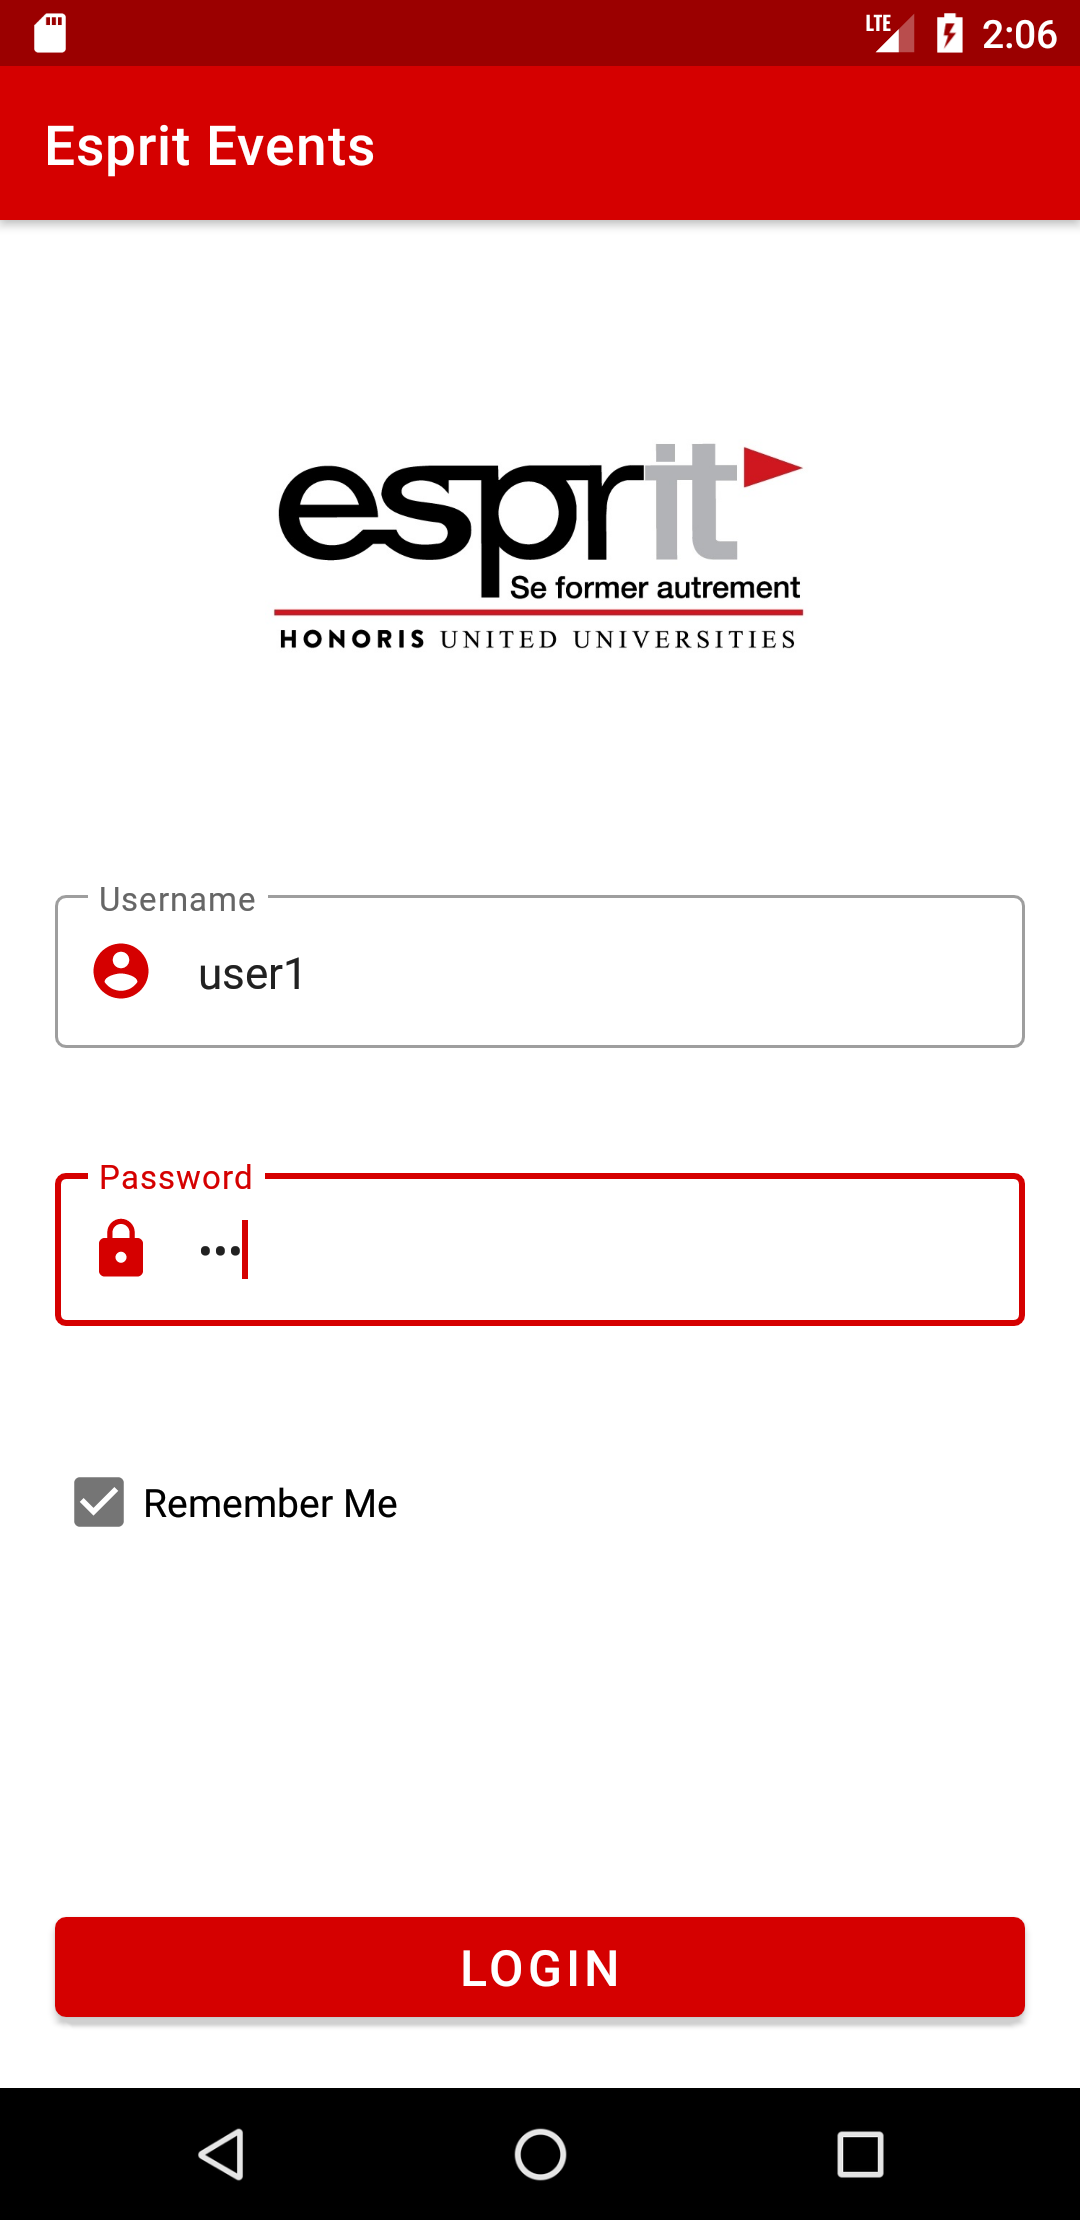 LTE 2:06
Esprit Events
esprit
Se former autrement
HONORIS UNITED UNIVERSITIES
Username
user1
Password
•••
Remember Me
LOGIN